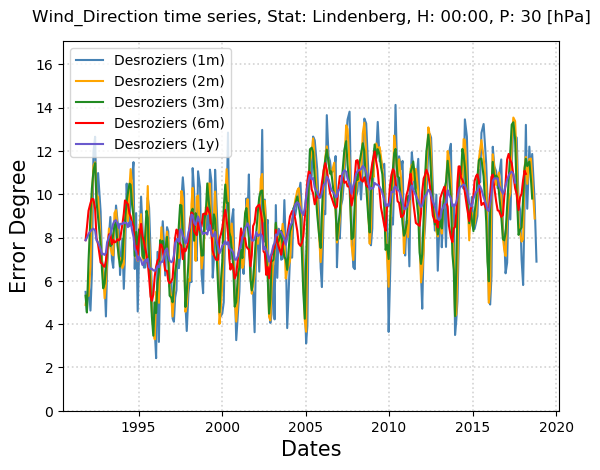 Wind_Direction time series, Stat: Lindenberg, H: 00:00, P: 30 [hPa]
Desroziers (1m)
Desroziers (2m)
Desroziers (3m)
Desroziers (6m)
Desroziers (1y)
Error Degree
16
14
12
10
8
6
4
2
0
1995 2000 2005 2010 2015 2020
Dates